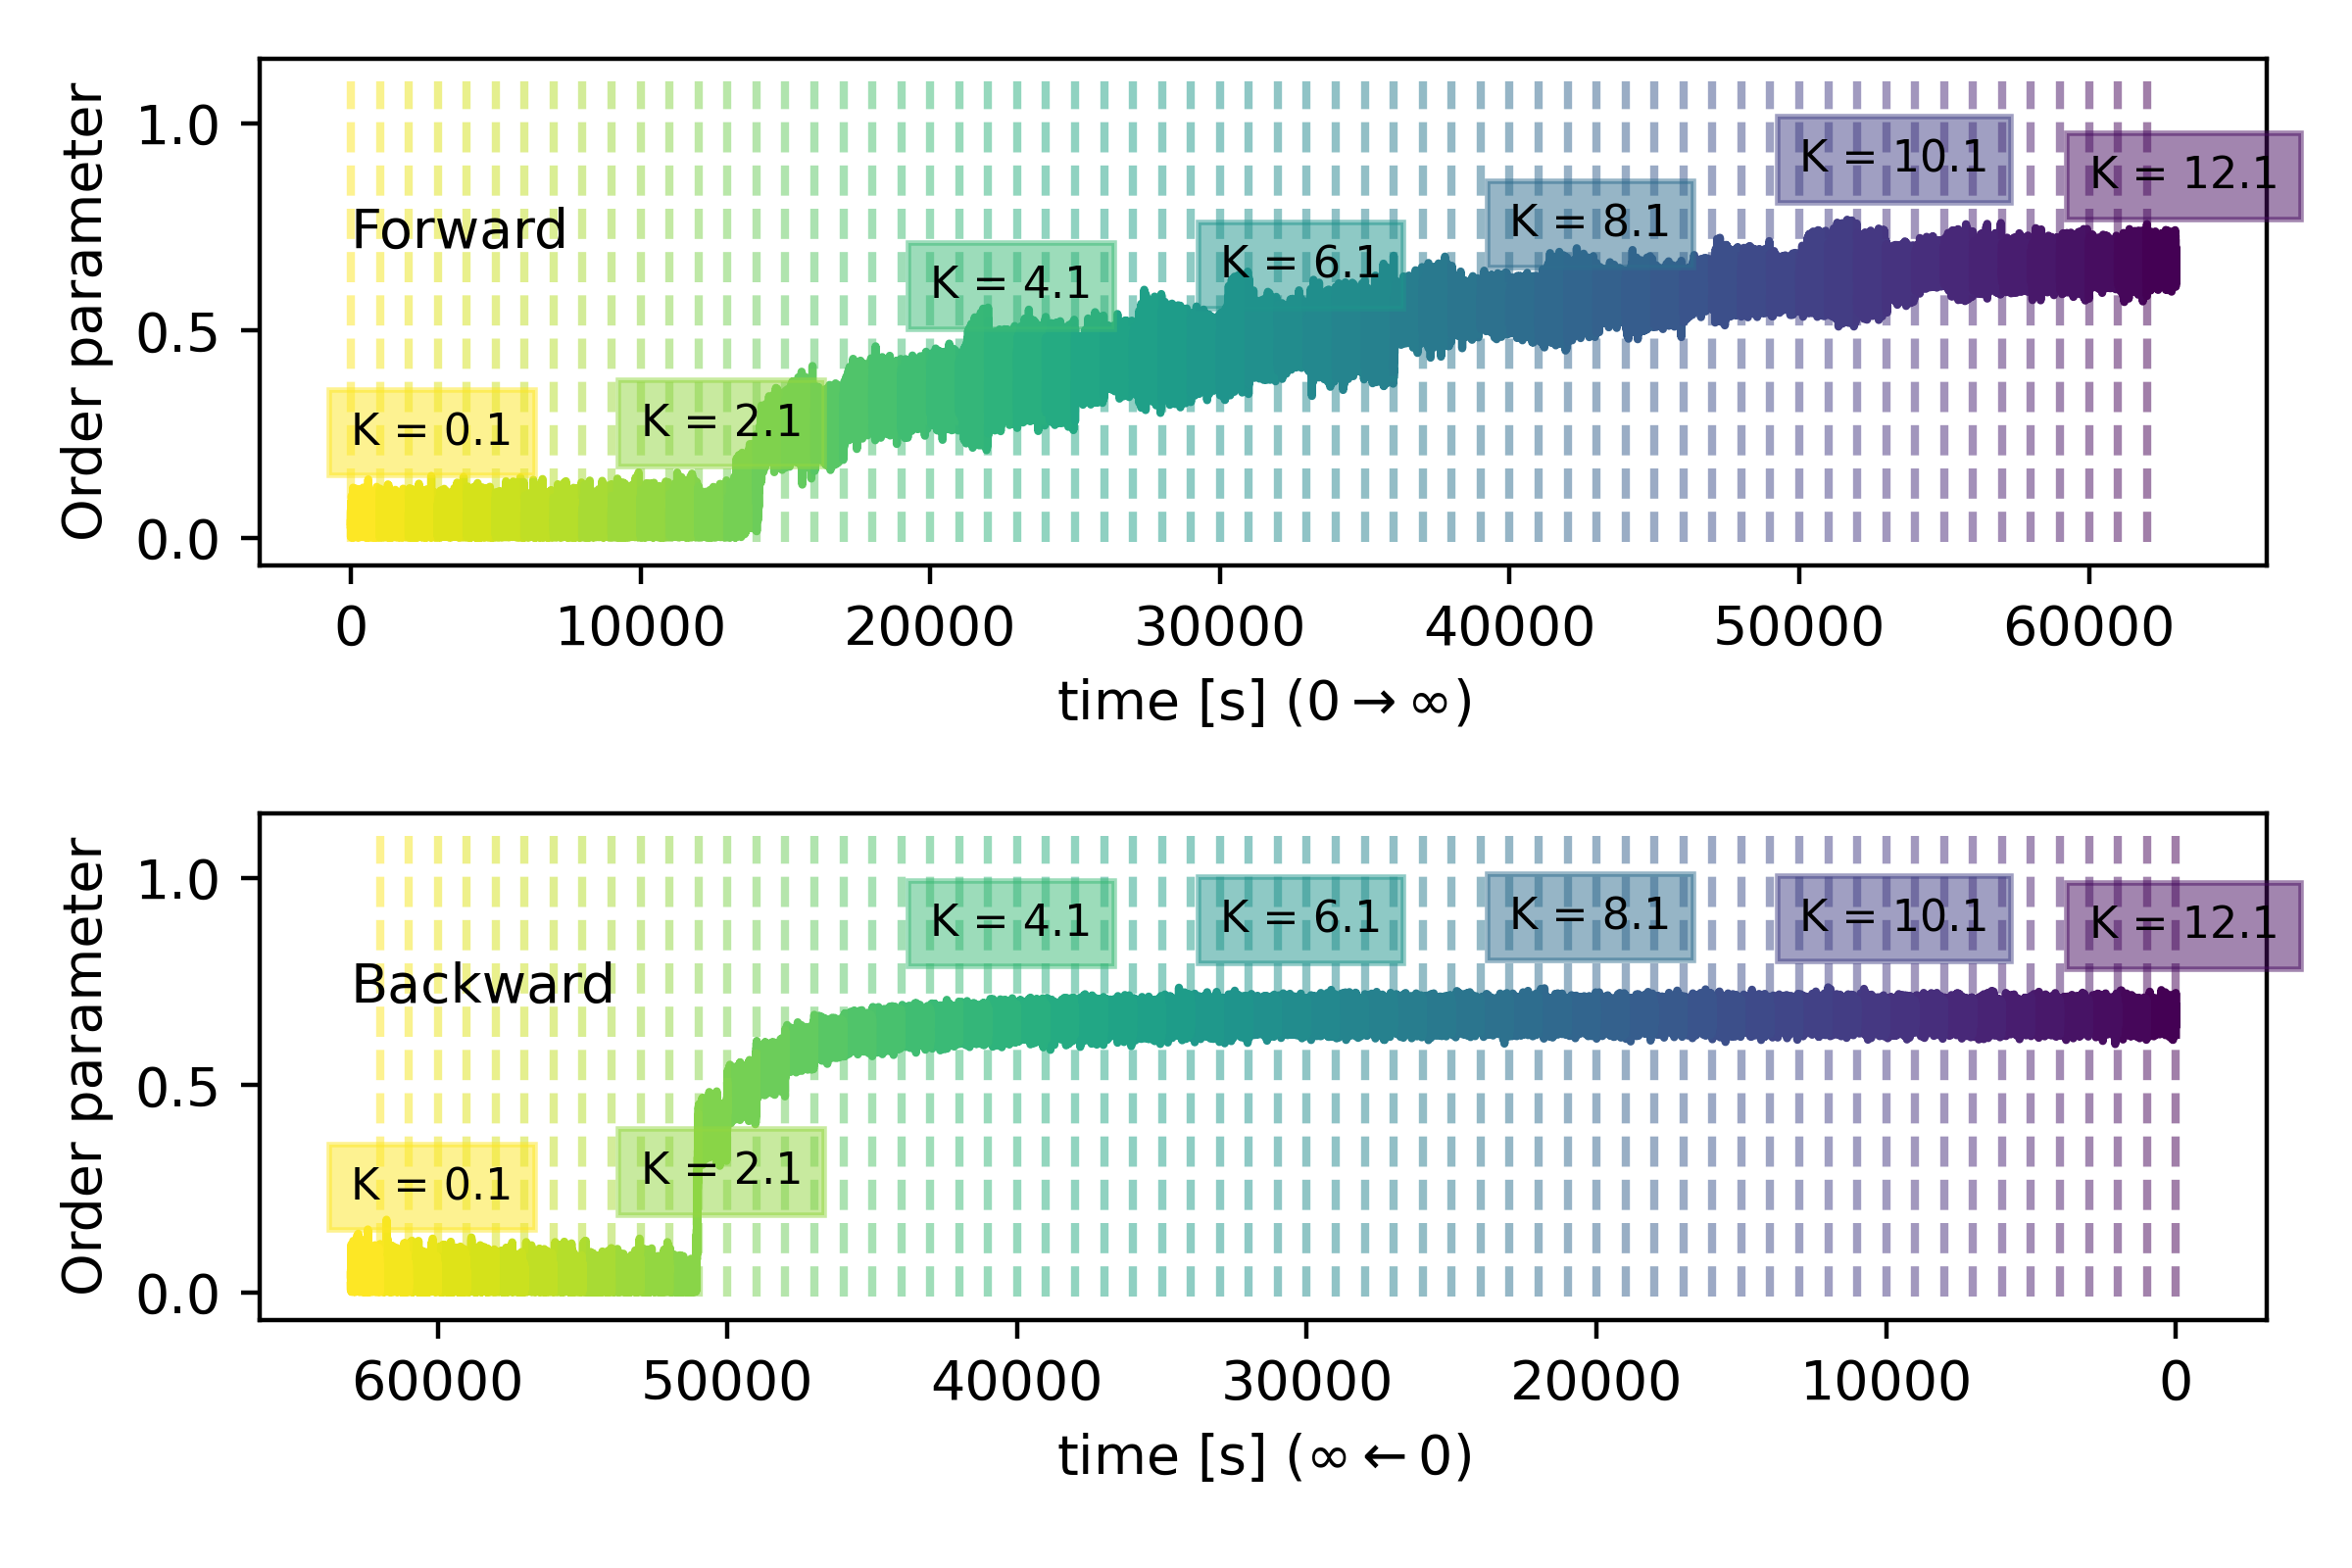 Order parameter
1.0
0.5
0.0
Forward
K = 0.1
K = 2.1
K = 4.1
K = 6.1
K = 8.1
K = 10.1
K = 12.1
0 10000 20000 30000 40000 50000 60000
time [s] (0 → ∞)
Order parameter
1.0
0.5
0.0
Backward
K = 0.1
K = 2.1
K = 4.1
K = 6.1
K = 8.1
K = 10.1
K = 12.1
60000 50000 40000 30000 20000 10000 0
time [s] (∞ ← 0)